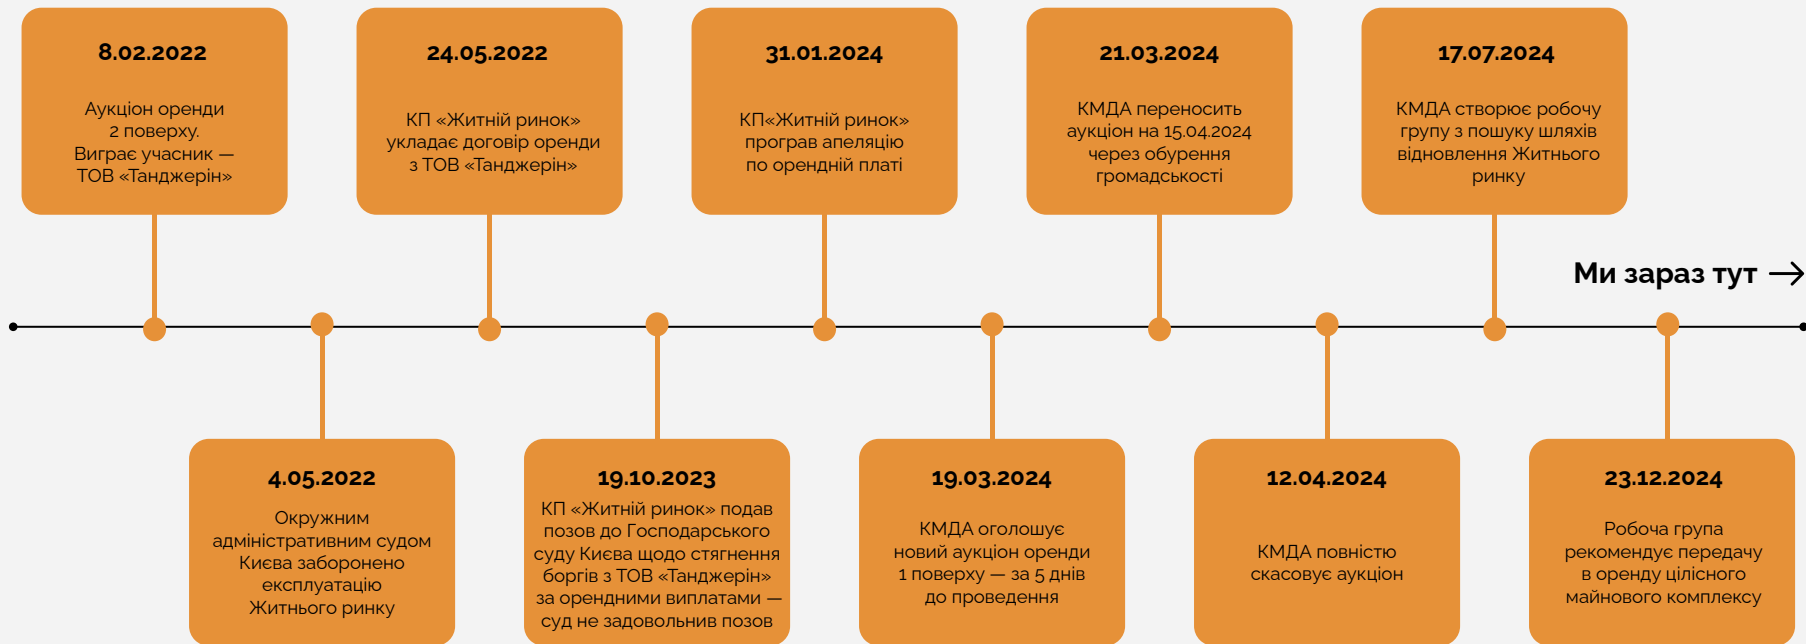 8.02.2022
Аукціон оренди
2 поверху.
Виграє учасник —
ТОВ «Танджерін»
24.05.2022
КП «Житній ринок»
укладає договір оренди
з ТОВ «Танджерін»
31.01.2024
КП«Житній ринок»
програв апеляцію
по орендній платі
21.03.2024
КМДА переносить
аукціон на 15.04.2024
через обурення
громадськості
17.07.2024
КМДА створює робочу
групу з пошуку шляхів
відновлення Житнього
ринку
Ми зараз тут →
4.05.2022
Окружним
адміністративним судом
Києва заборонено
експлуатацію
Житнього ринку
19.10.2023
КП «Житній ринок» подав
позов до Господарського
суду Києва щодо стягнення
боргів з ТОВ «Танджерін»
за орендними виплатами —
суд не задовольнив позов
19.03.2024
КМДА оголошує
новий аукціон оренди
1 поверху — за 5 днів
до проведення
12.04.2024
КМДА повністю
скасовує аукціон
23.12.2024
Робоча група
рекомендує передачу
в оренду цілісного
майнового комплексу